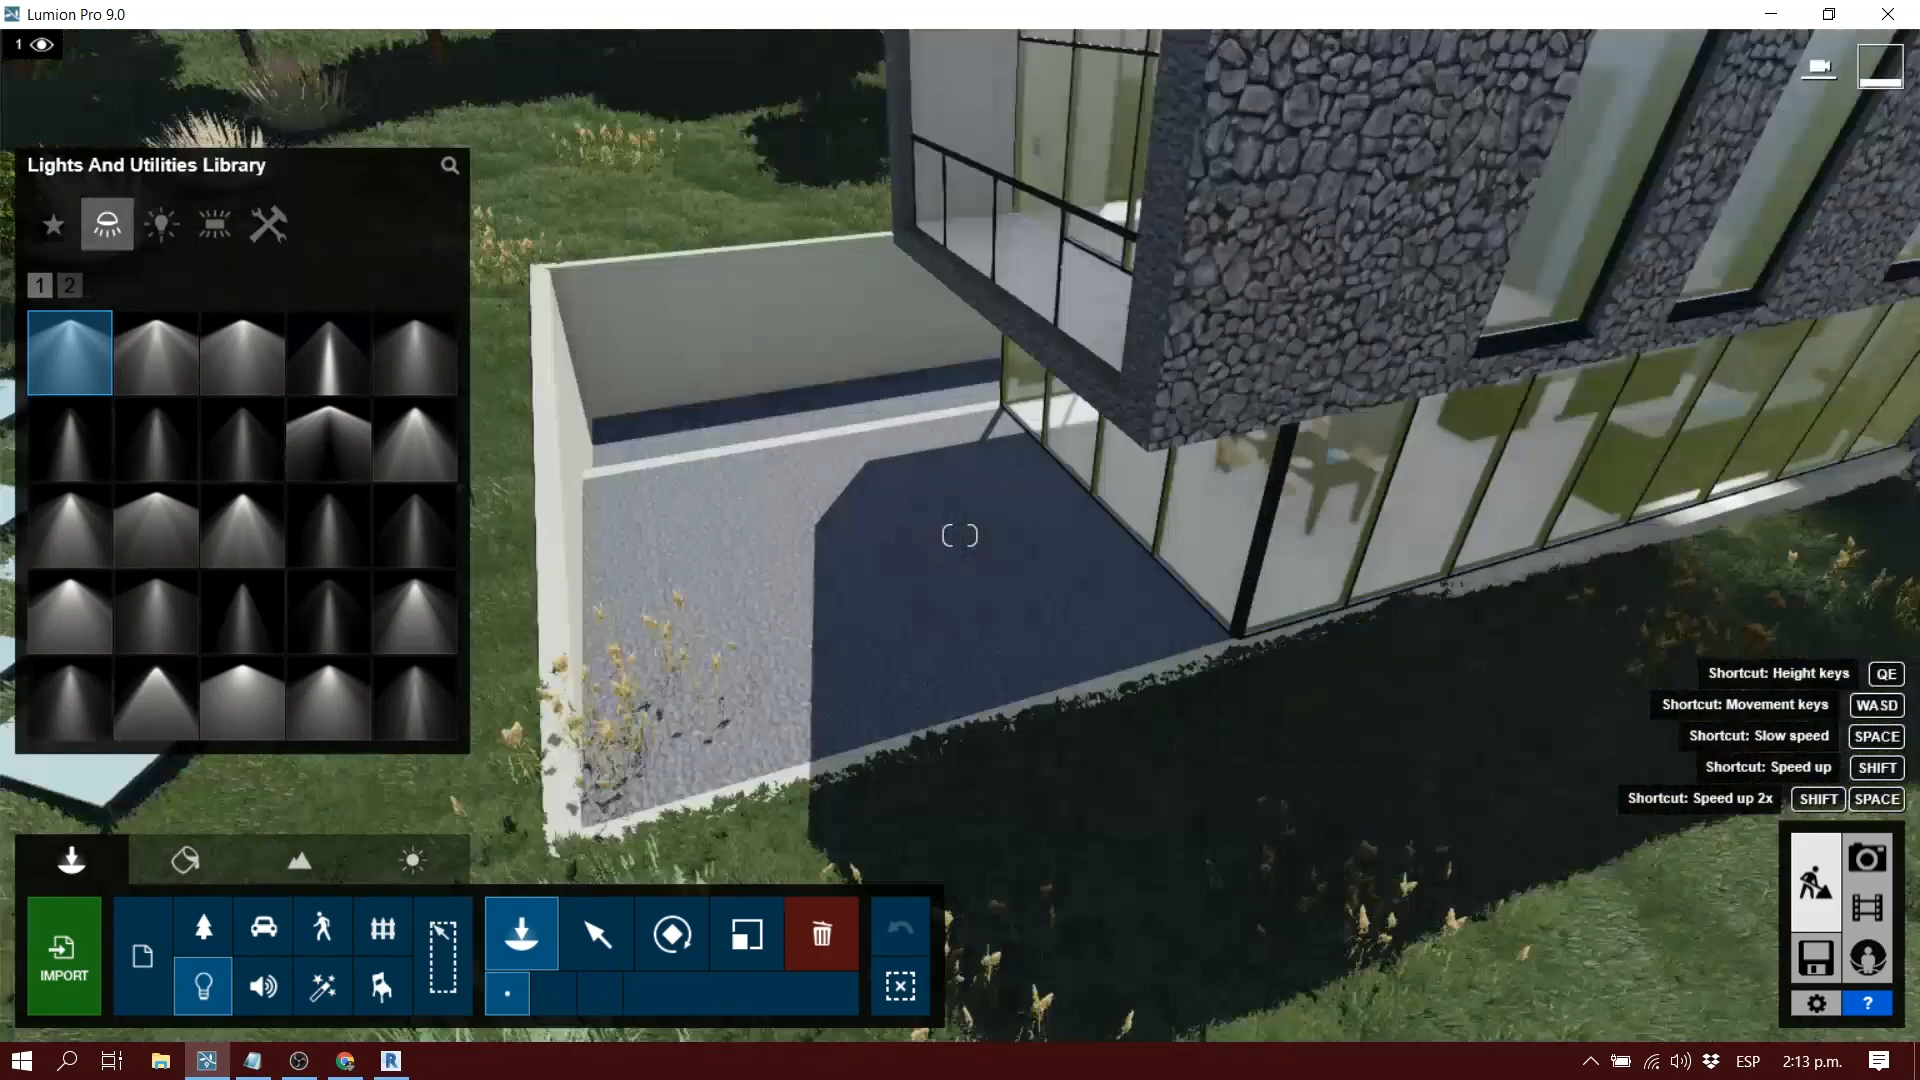 Lumion Pro 9.0
1
Lights And Utilities Library
1 2
Shortcut: Height keys QE
Shortcut: Movement keys WASD
Shortcut: Slow speed SPACE
Shortcut: Speed up SHIFT
Shortcut: Speed up 2x SHIFT SPACE
IMPORT
?
R
ESP
2:13 p.m.